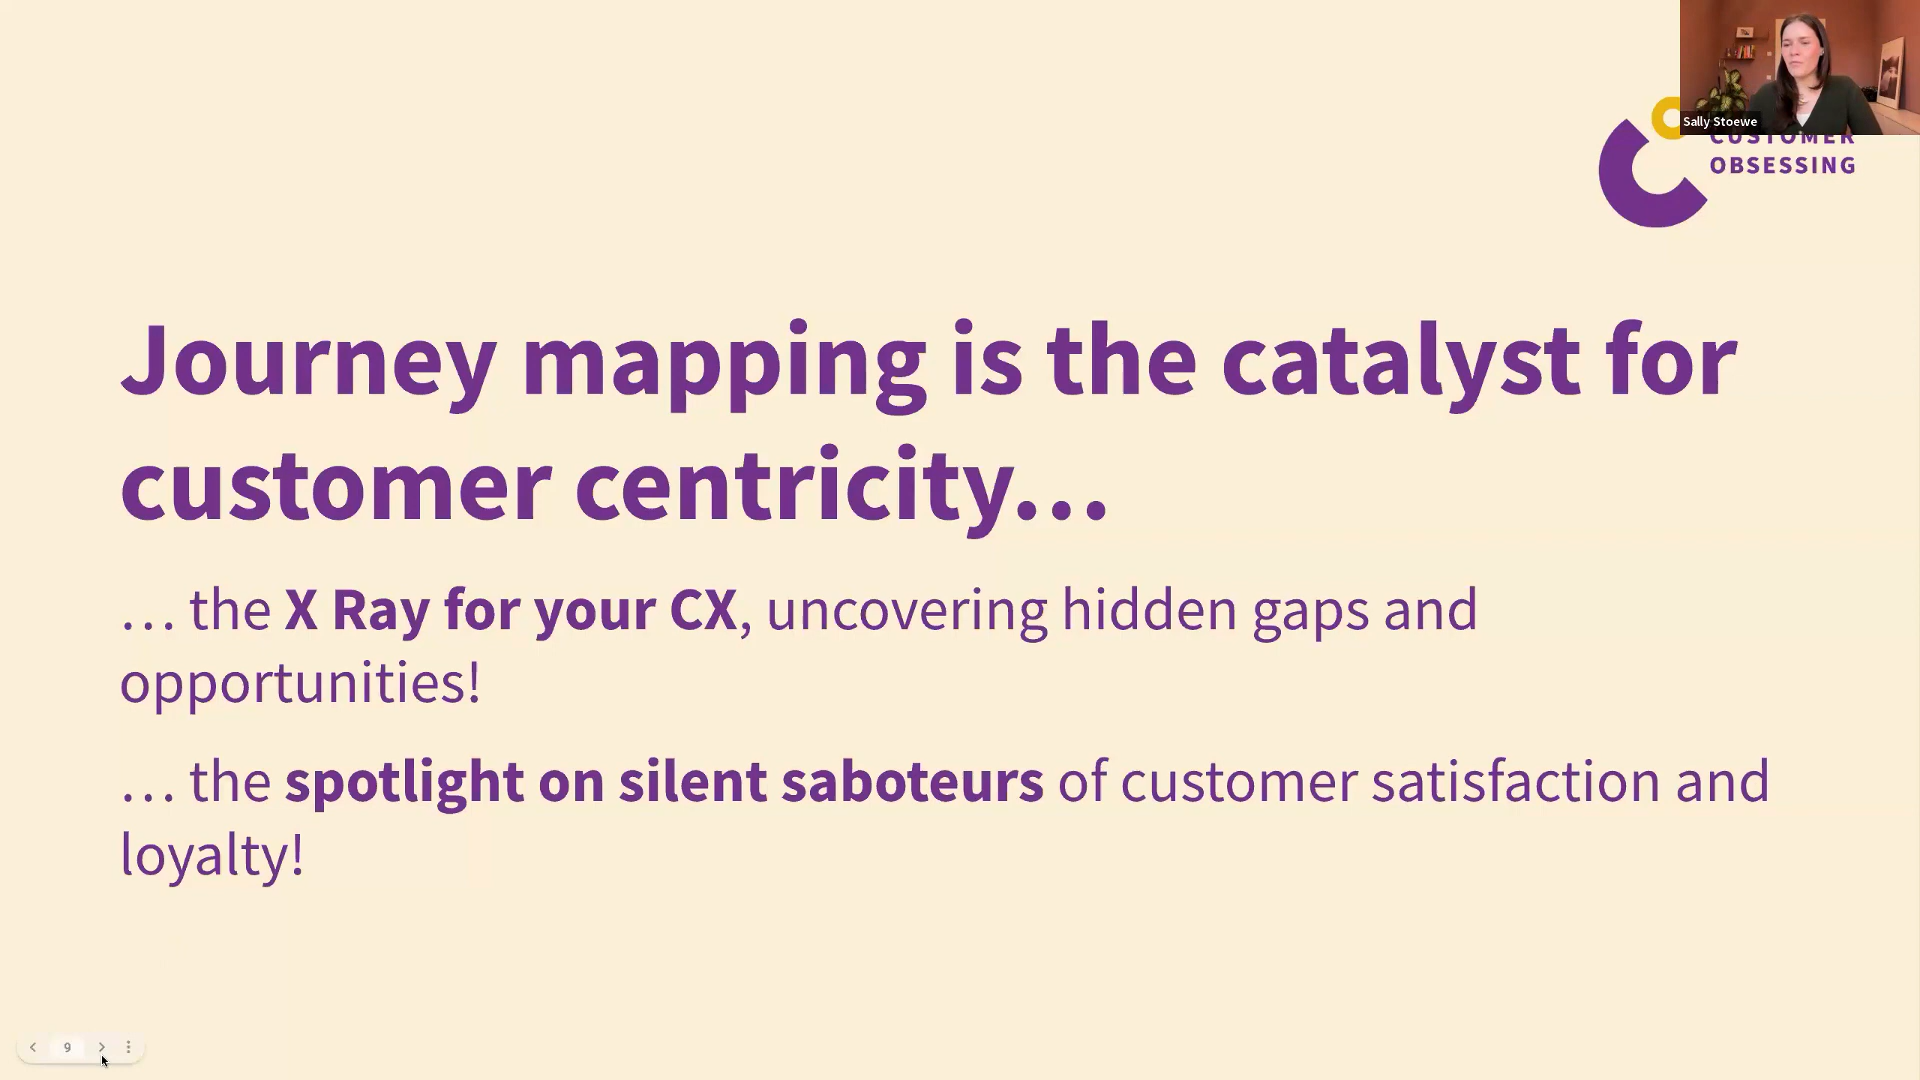 Sally Stoewe
CUSTOMER
OBSESSING
Journey mapping is the catalyst for
customer centricity...
... the X Ray for your CX, uncovering hidden gaps and
opportunities!
... the spotlight on silent saboteurs of customer satisfaction and
loyalty!
9